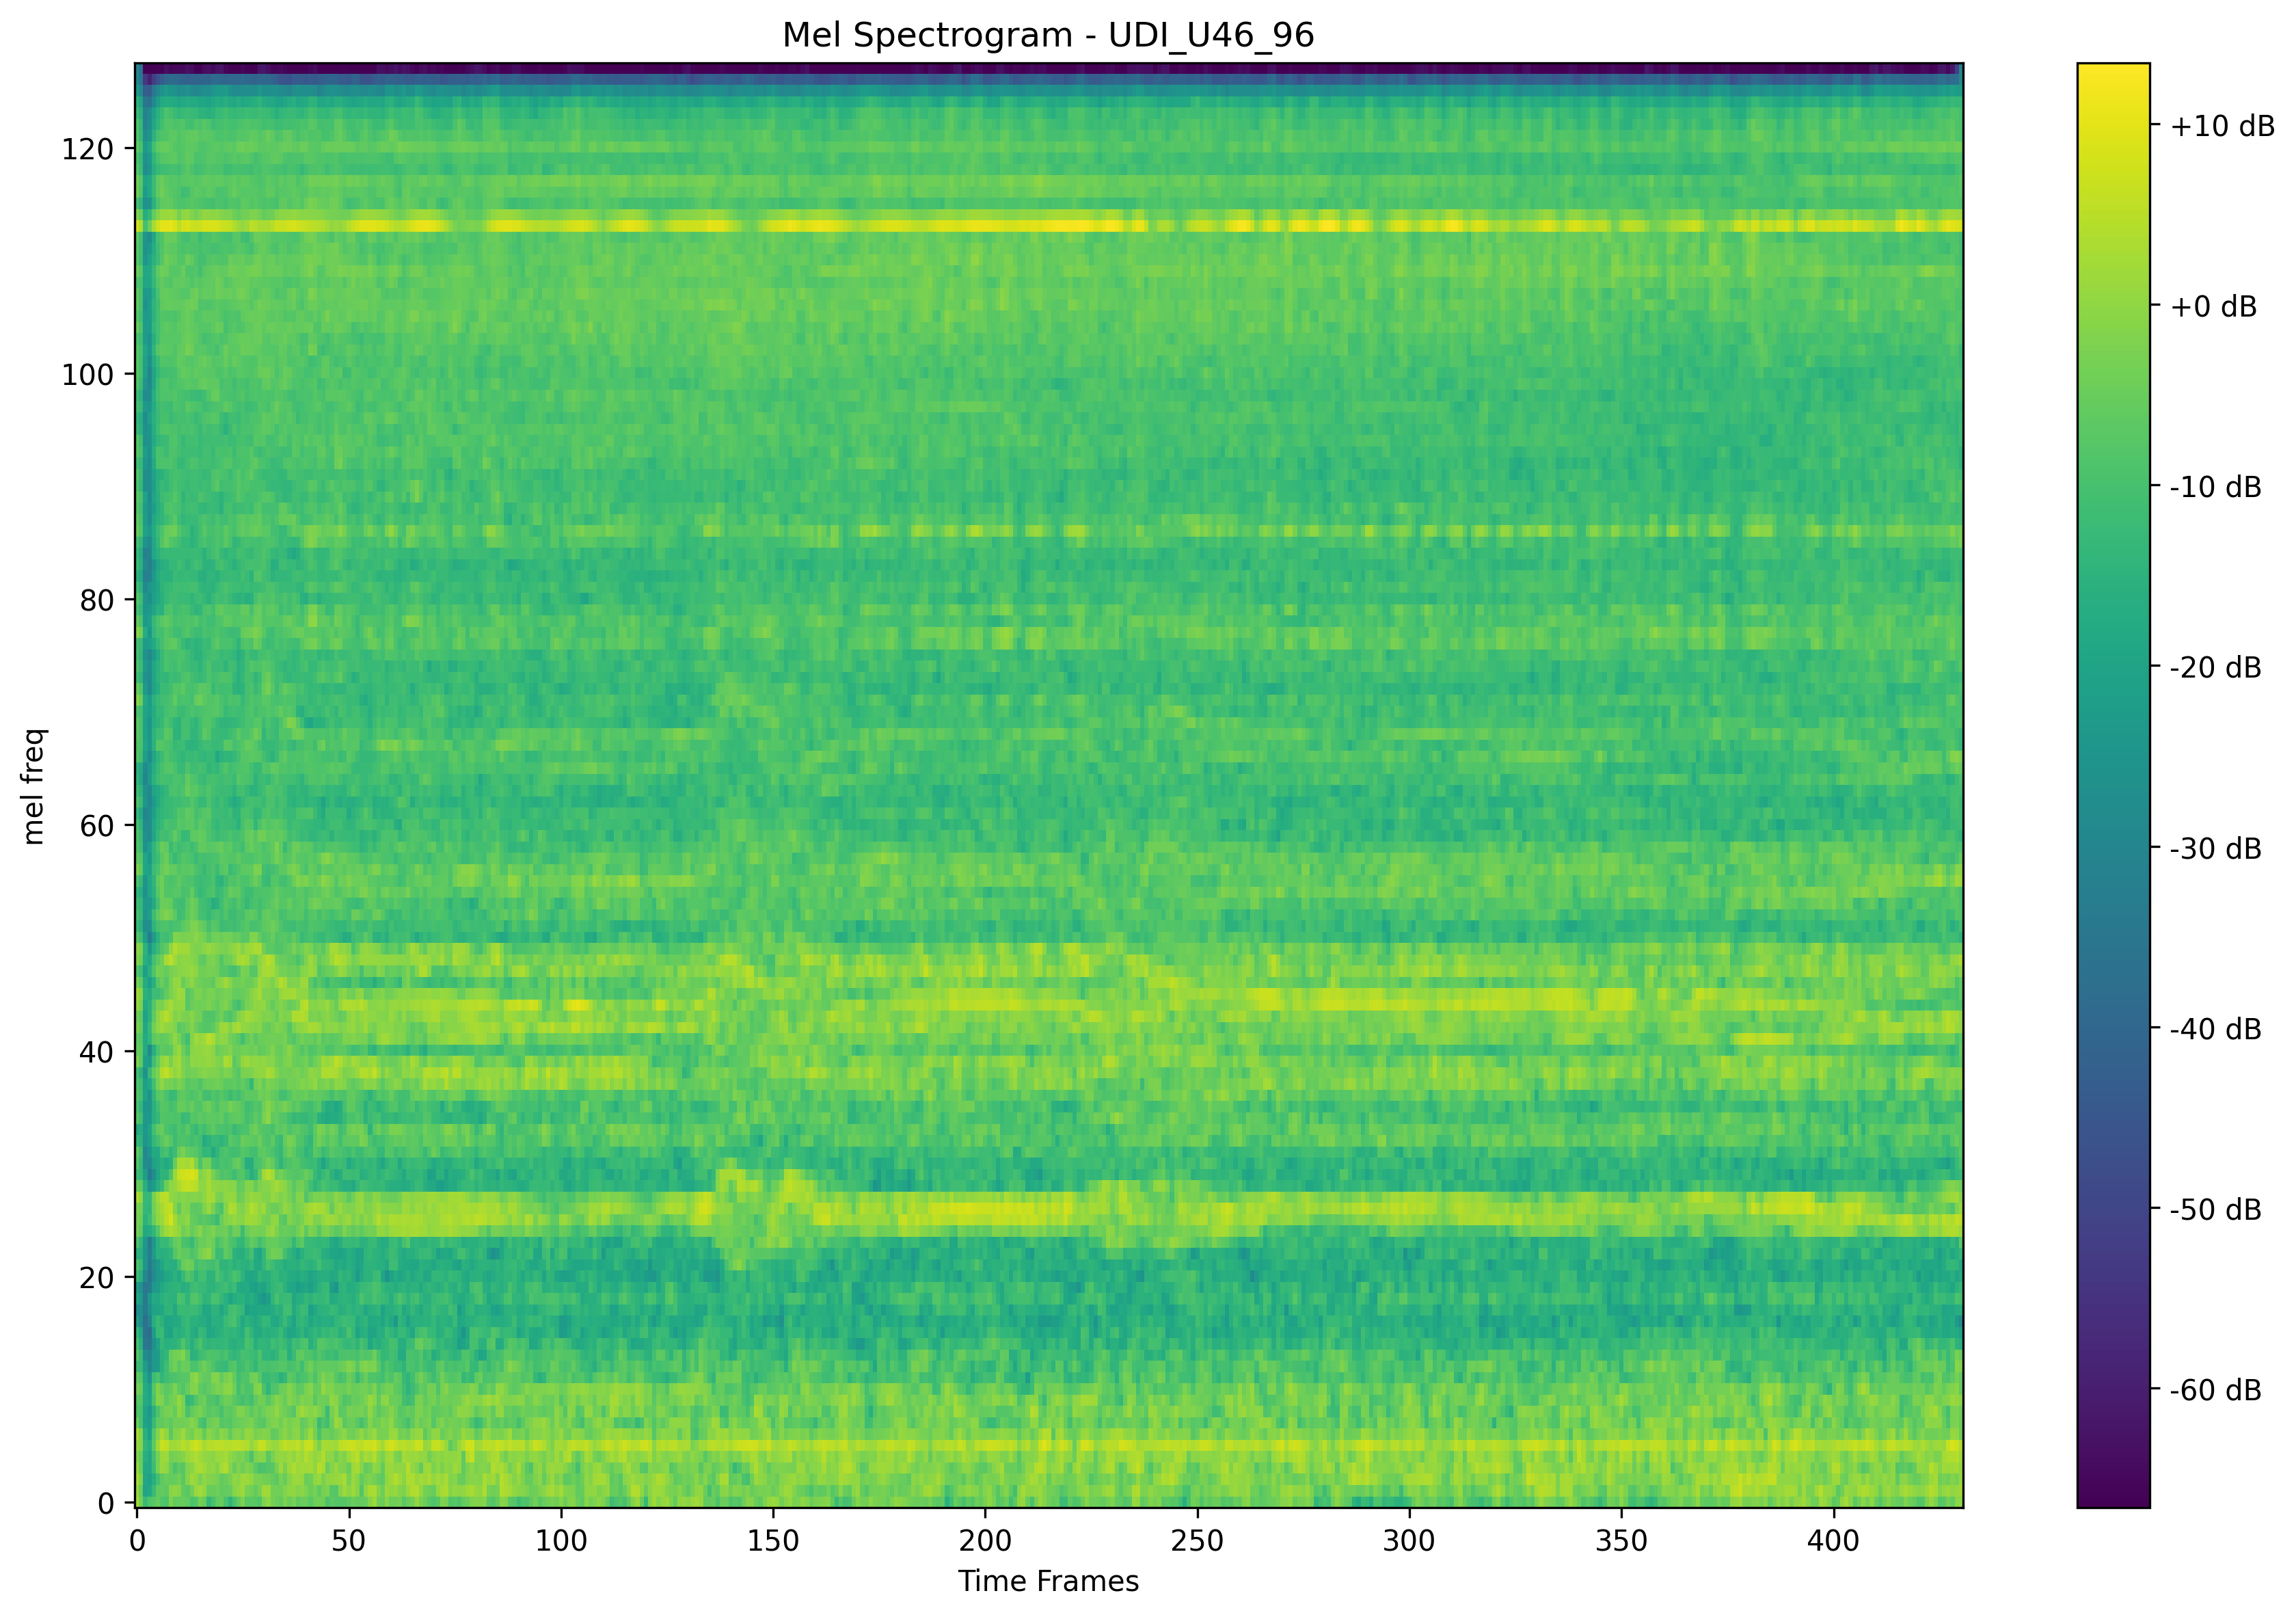 Mel Spectrogram - UDI_U46_96
mel freq
120
100
80
60
40
20
0
0 50 100 150 200 250 300 350 400
Time Frames
+10 dB
+0 dB
-10 dB
-20 dB
-30 dB
-40 dB
-50 dB
-60 dB